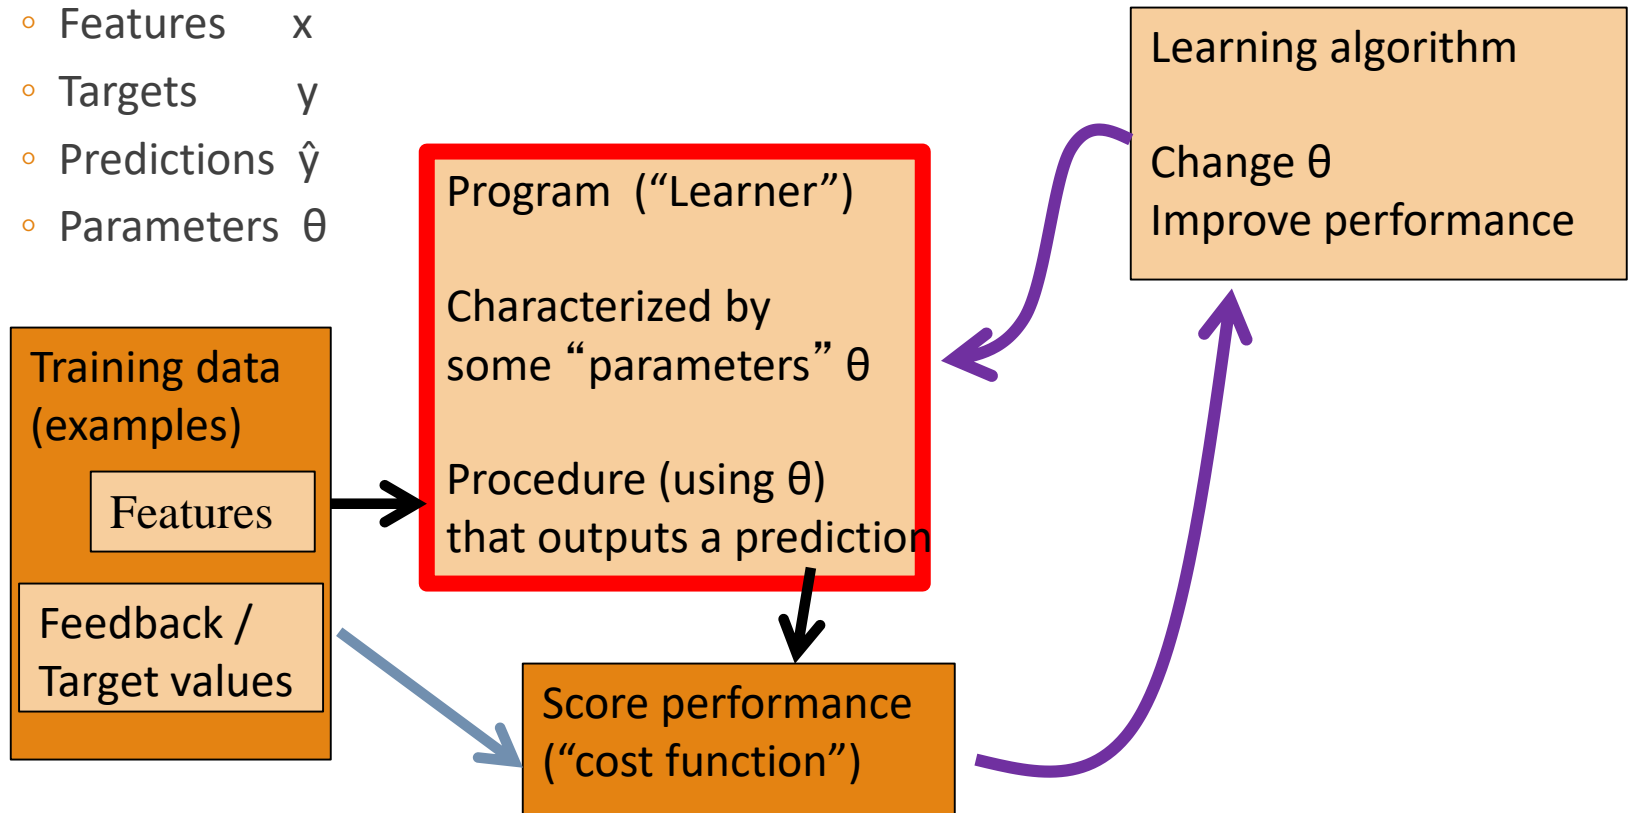 ◦ Features x
◦ Targets y
◦ Predictions ŷ
◦ Parameters θ
Training data
(examples)
Features
Feedback /
Target values
Program (“Learner”)
Characterized by
some “parameters” θ
Procedure (using θ)
that outputs a prediction
Score performance
(“cost function”)
Learning algorithm
Change θ
Improve performance